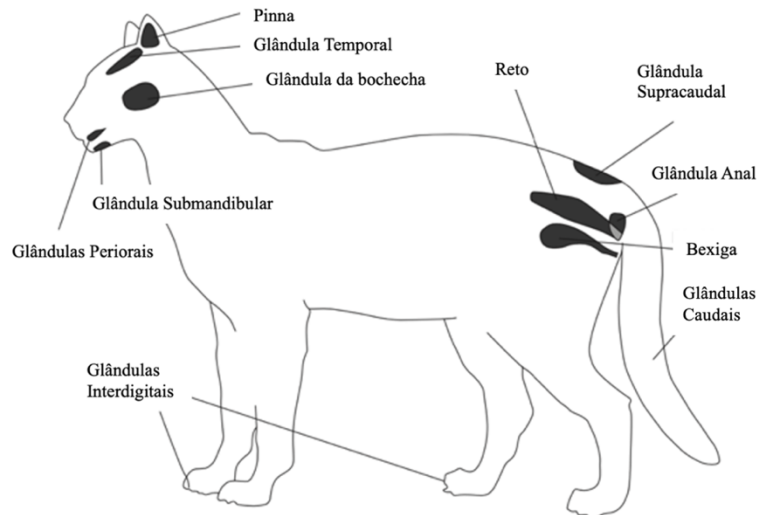 Pinna
Glândula Temporal
Glândula da bochecha
Reto
Glândula
Supracaudal
Glândula Anal
Glândula Submandibular
Glândulas Periorais
Bexiga
Glândulas
Caudais
Glândulas
Interdigitais